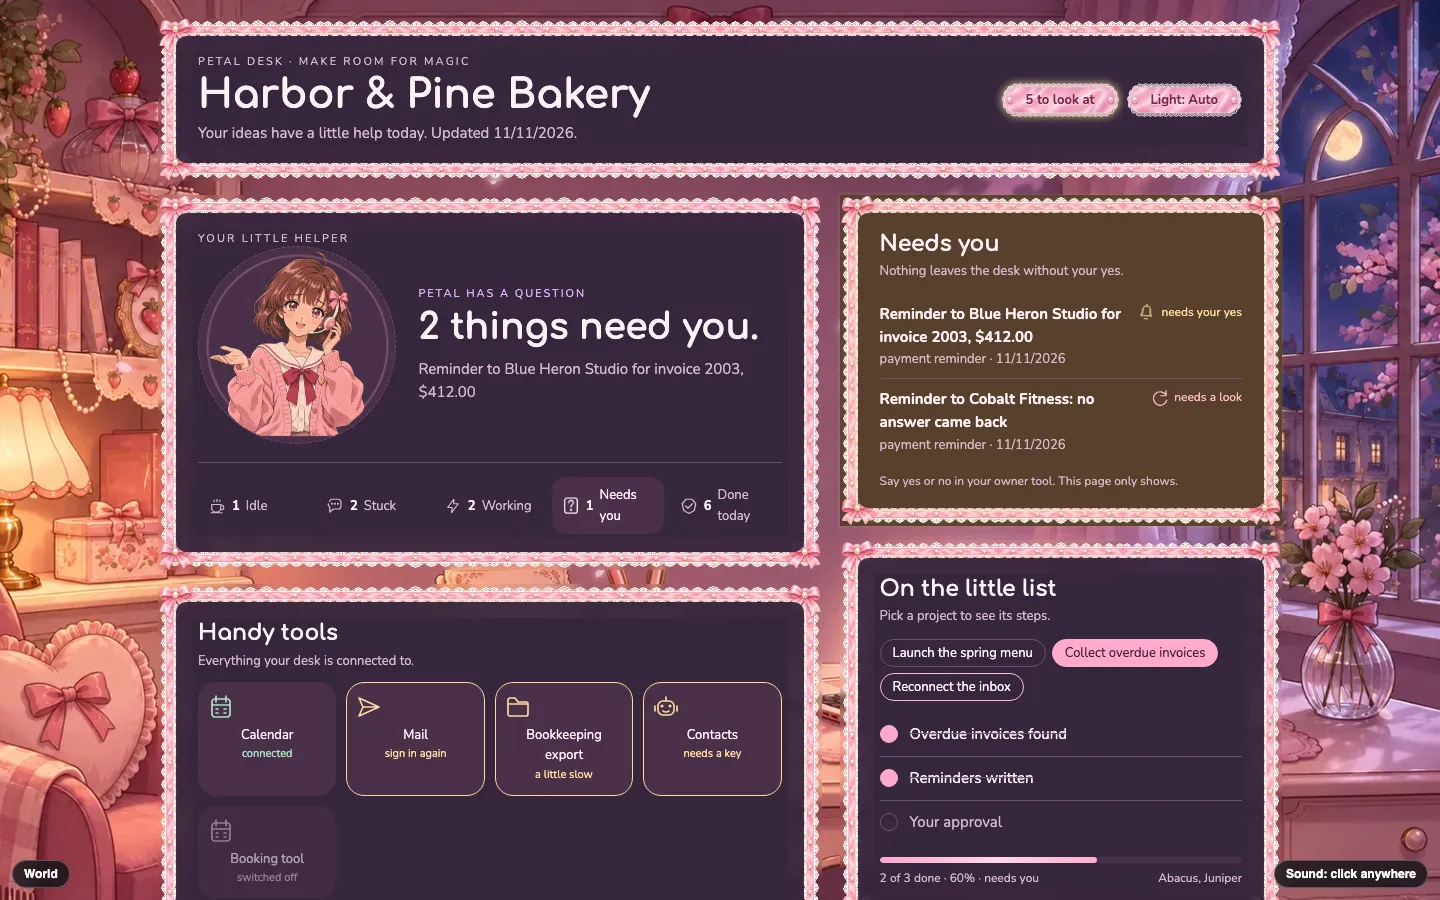 PETAL DESK · MAKE ROOM FOR MAGIC
Harbor & Pine Bakery
Your ideas have a little help today. Updated 11/11/2026.
5 to look at
Light: Auto
YOUR LITTLE HELPER
PETAL HAS A QUESTION
2 things need you.
Reminder to Blue Heron Studio for invoice 2003,
$412.00
1 Idle
2 Stuck
2 Working
1 Needs
you
6 Done
today
Needs you
Nothing leaves the desk without your yes.
Reminder to Blue Heron Studio for
invoice 2003, $412.00
needs your yes
payment reminder · 11/11/2026
Reminder to Cobalt Fitness: no
answer came back
needs a look
payment reminder · 11/11/2026
Say yes or no in your owner tool. This page only shows.
Handy tools
Everything your desk is connected to.
Calendar
connected
Mail
sign in again
Bookkeeping
export
a little slow
Contacts
needs a key
Booking tool
switched off
On the little list
Pick a project to see its steps.
Launch the spring menu
Collect overdue invoices
Reconnect the inbox
Overdue invoices found
Reminders written
Your approval
2 of 3 done · 60% · needs you
Abacus, Juniper
World
Sound: click anywhere